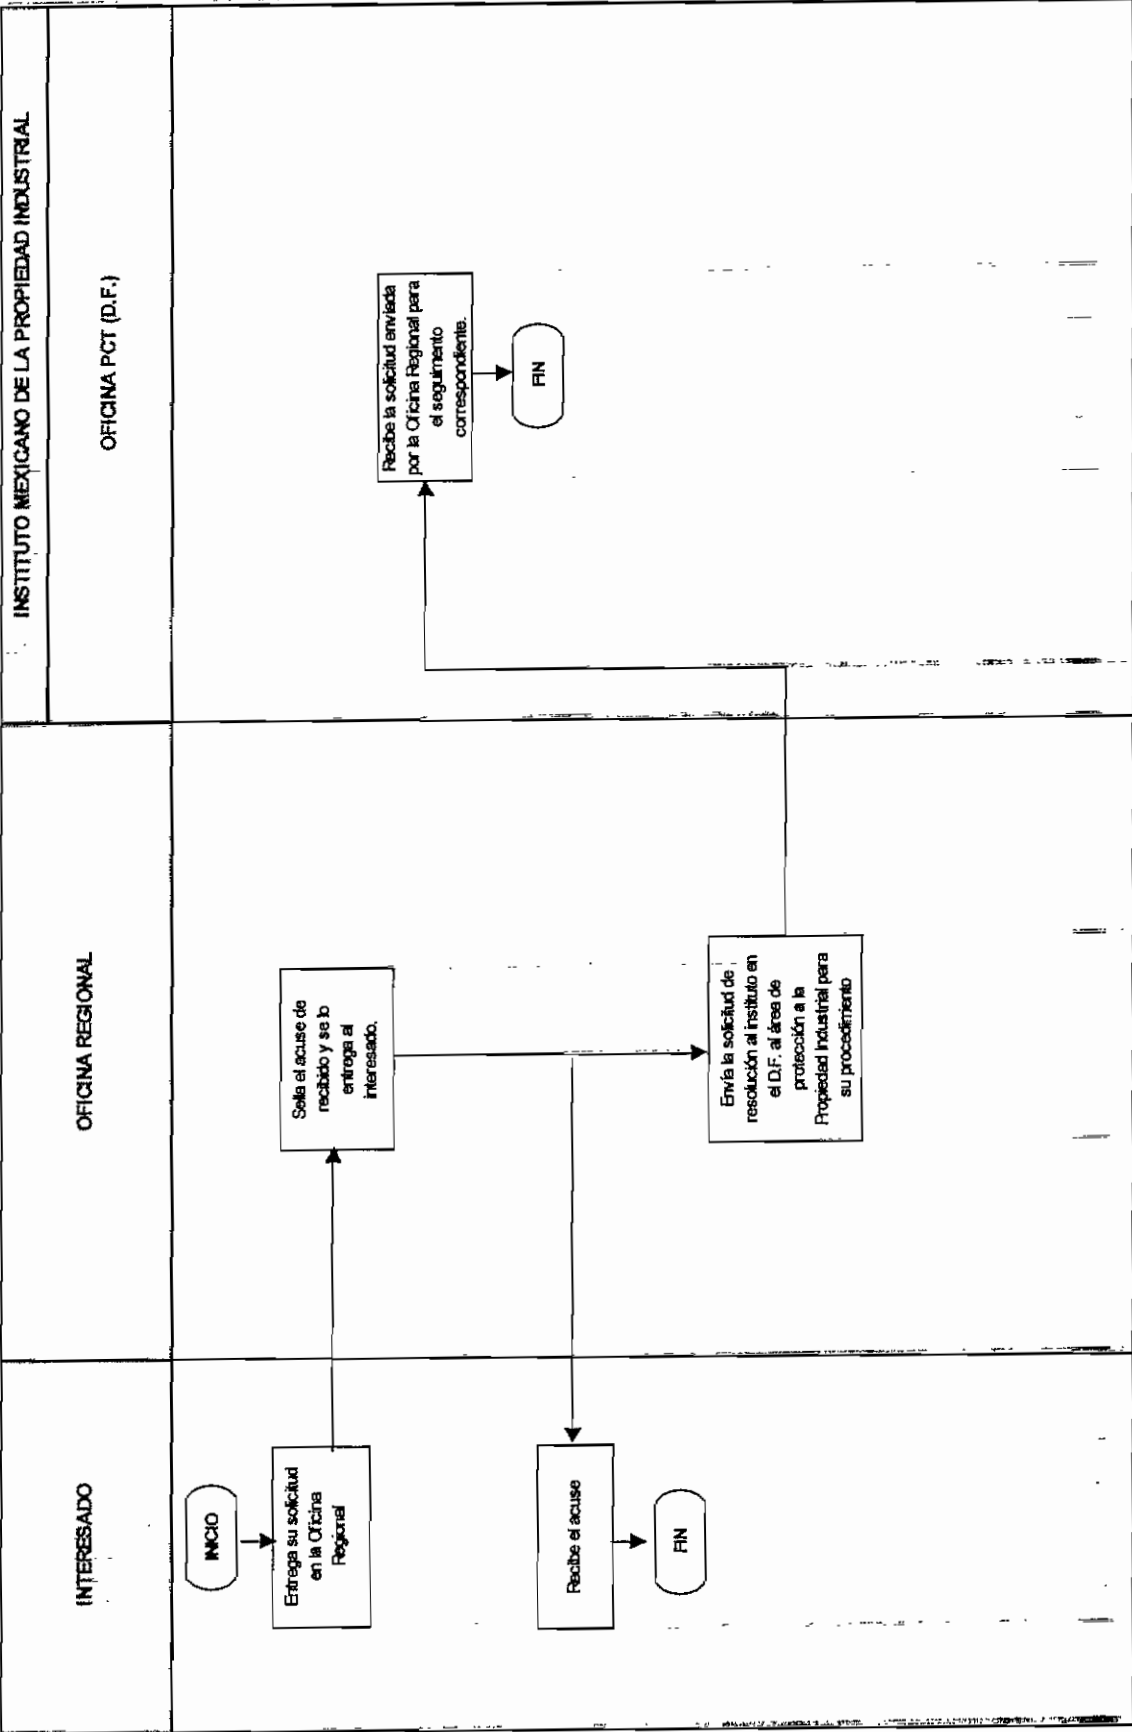 INSTITUTO MEXICANO DE LA PROPIEDAD INDUSTRIAL
INTERESADO
OFICINA REGIONAL
OFICINA PCT (D.F.)
INICIO
Entrega su solicitud
en la Oficina
Regional
Sella el acuse de
recibido y se lo
entrega al
interesado.
Recibe el acuse
FIN
Envía la solicitud de
resolución al instituto en
el D.F. al área de
protección a la
Propiedad Industrial para
su procedimiento
Recibe la solicitud enviada
por la Oficina Regional para
el seguimento
correspondiente.
FIN